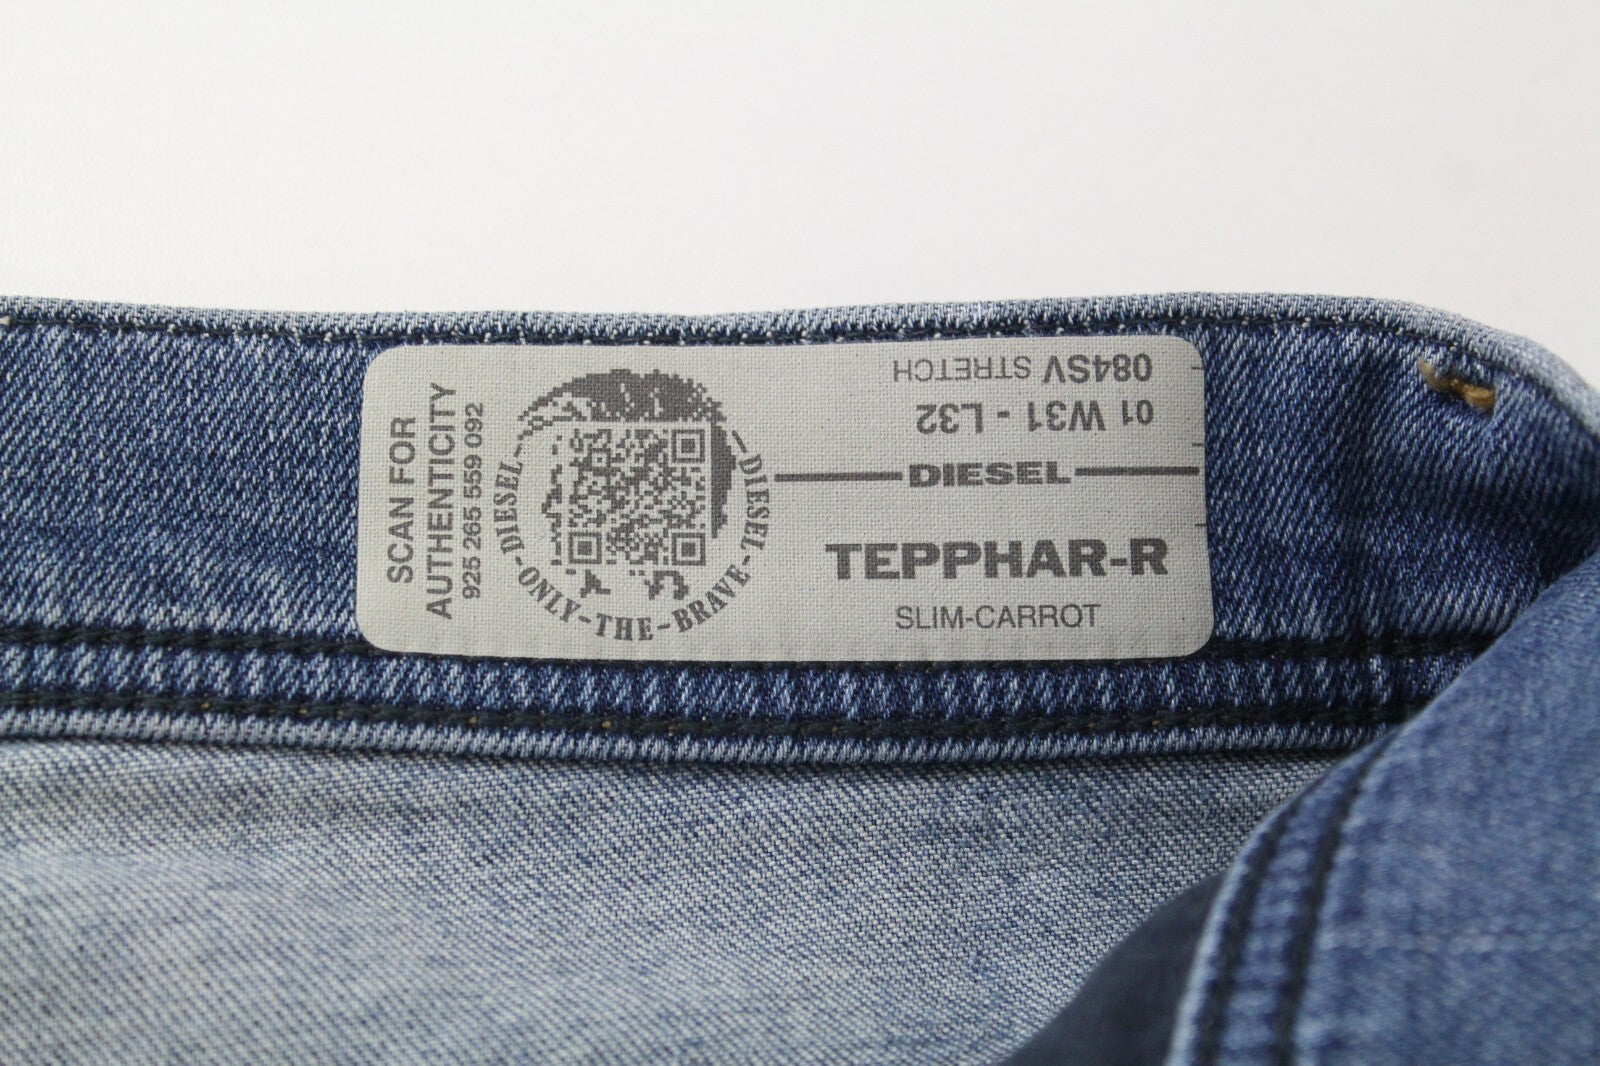 SCAN FOR
AUTHENTICITY
925 265 559 092
DIESEL-ONLY-THE-BRAVE-DIESEL
084SV STRETCH
01 W31 - L32
DIESEL
TEPPHAR-R
SLIM-CARROT